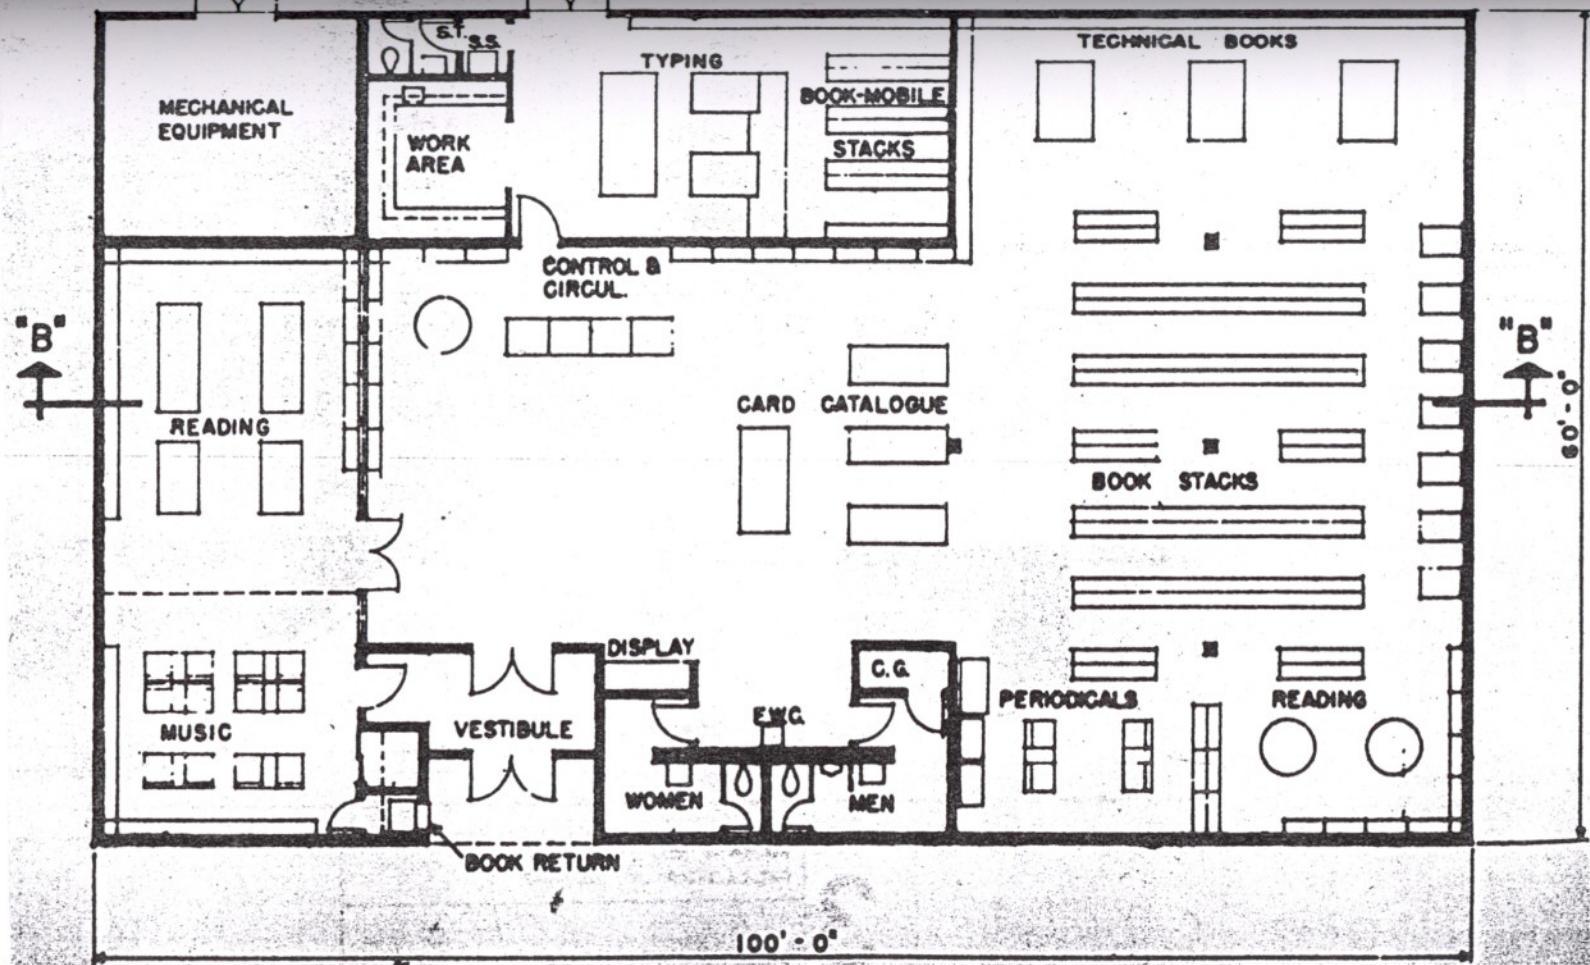 S.T.
S.S.
TYPING
TECHNICAL BOOKS
MECHANICAL
EQUIPMENT
WORK
AREA
BOOK-MOBILE
STACKS
CONTROL &
CIRCUL.
"B"
"B"
60'-0"
READING
CARD CATALOGUE
BOOK STACKS
DISPLAY
C.G.
MUSIC
VESTIBULE
E.W.C.
PERIODICALS
READING
WOMEN
MEN
BOOK RETURN
100'-0"